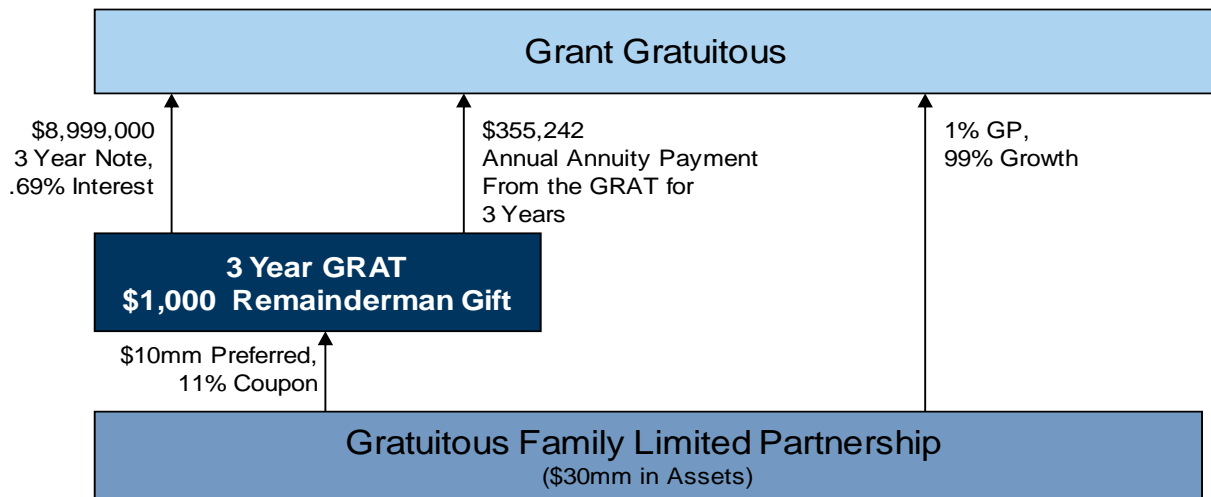 Grant Gratuitous
$8,999,000
3 Year Note,
.69% Interest
$355,242
Annual Annuity Payment
From the GRAT for
3 Years
1% GP,
99% Growth
3 Year GRAT
$1,000 Remainderman Gift
$10mm Preferred,
11% Coupon
Gratuitous Family Limited Partnership
($30mm in Assets)